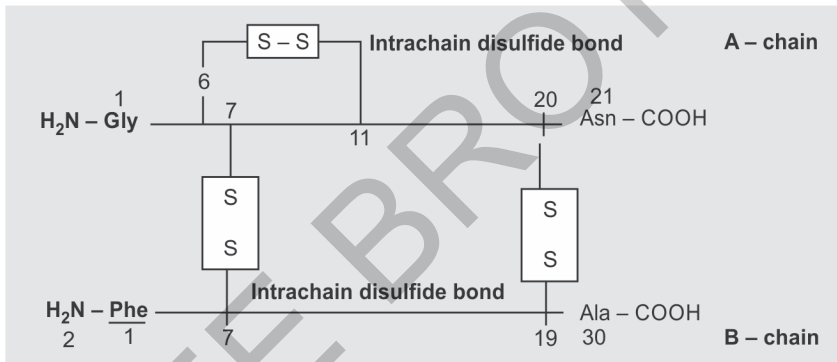 S – S
Intrachain disulfide bond
A – chain
6
1
7
20
21
H₂N – Gly
11
Asn – COOH
S
S
S
S
Intrachain disulfide bond
H₂N – Phe
Ala – COOH
2
1
7
19
30
B – chain